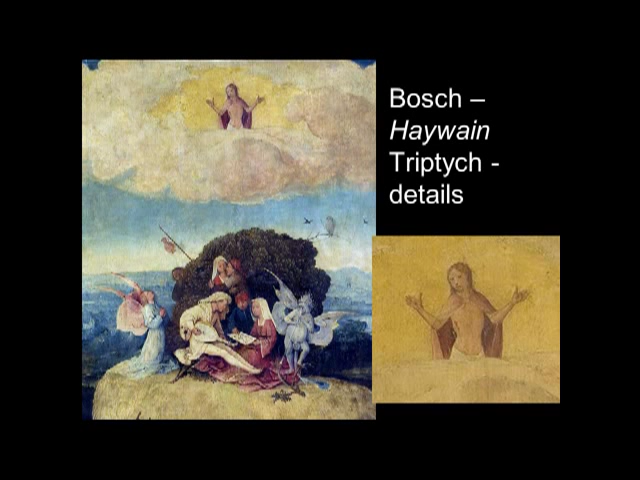 Bosch –
Haywain
Triptych -
details